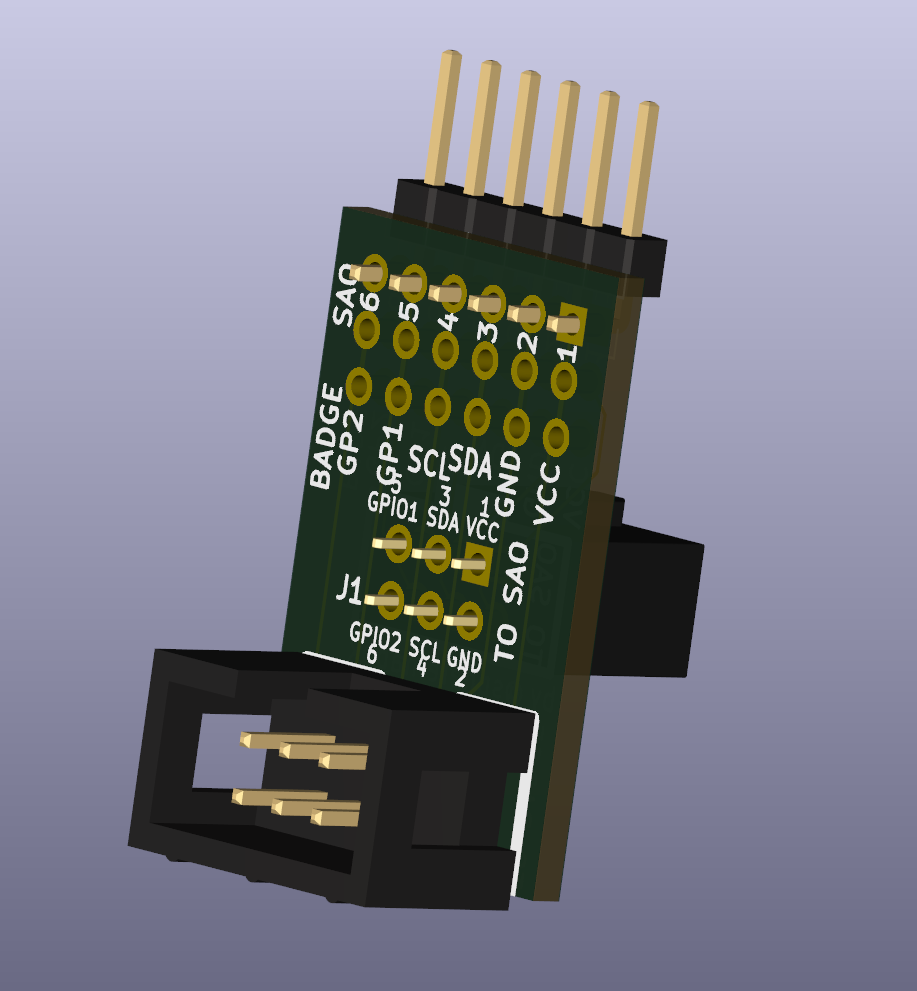 SAO
6 5 4 3 2 1
BADGE
GP2 GP1 SCL SDA GND VCC
5 3 1
GPIO1 SDA VCC
TO SAO
J1
GPIO2 SCL GND
6 4 2